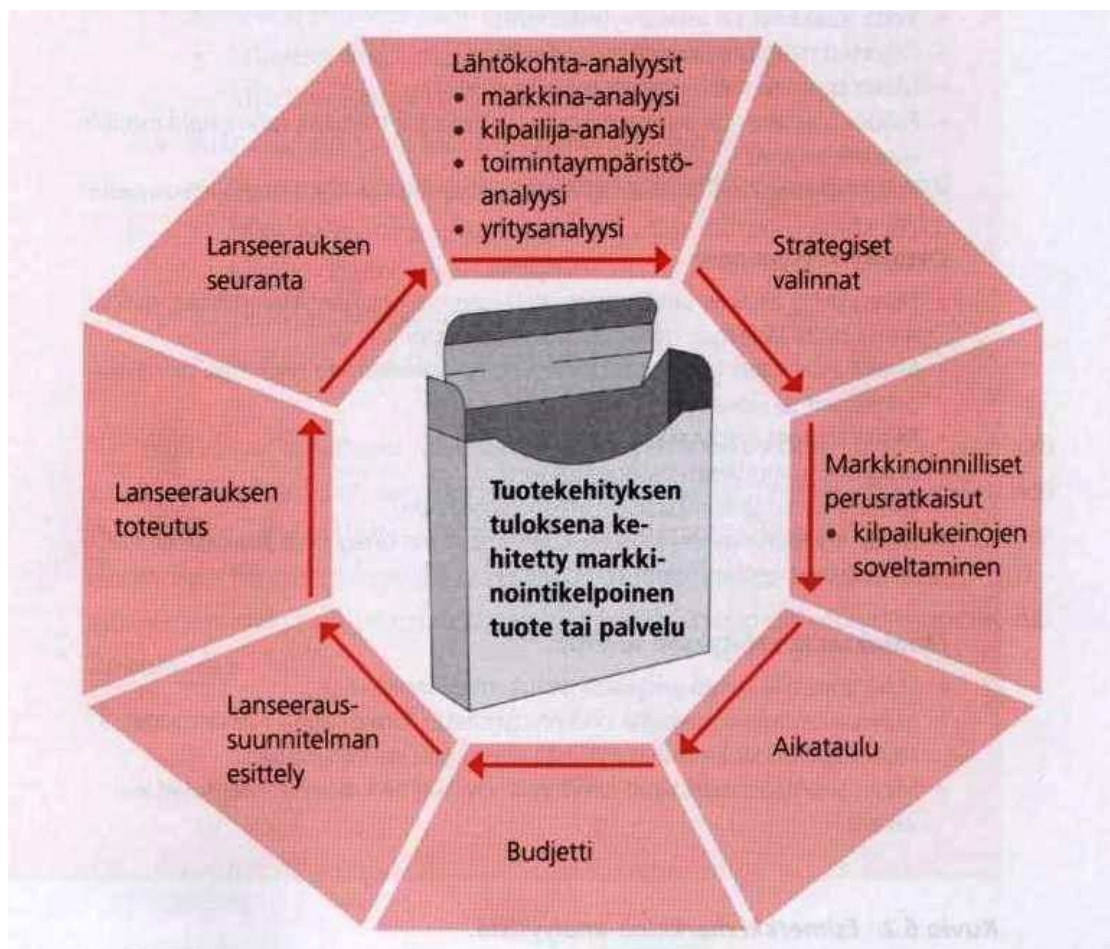 Lähtökohta-analyysit
• markkina-analyysi
• kilpailija-analyysi
• toimintaympäristö-
analyysi
• yritysanalyysi
Strategiset
valinnat
Markkinoinnilliset
perusratkaisut
• kilpailukeinojen
soveltaminen
Aikataulu
Budjetti
Lanseeraus-
suunnitelman
esittely
Lanseerauksen
toteutus
Lanseerauksen
seuranta
Tuotekehityksen
tuloksena ke-
hitetty markki-
nointikelpoinen
tuote tai palvelu